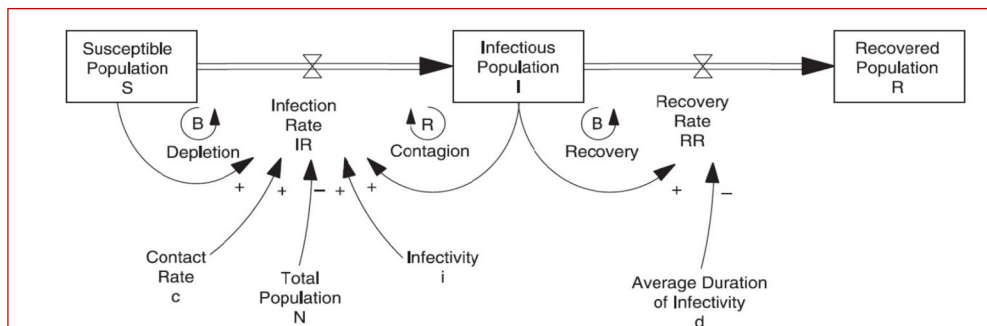 Susceptible
Population
S
Infectious
Population
I
Recovered
Population
R
Infection
Rate
IR
Recovery
Rate
RR
B
Depletion
R
Contagion
B
Recovery
+
+
−
+
+
+
−
Contact
Rate
c
Total
Population
N
Infectivity
i
Average Duration
of Infectivity
d